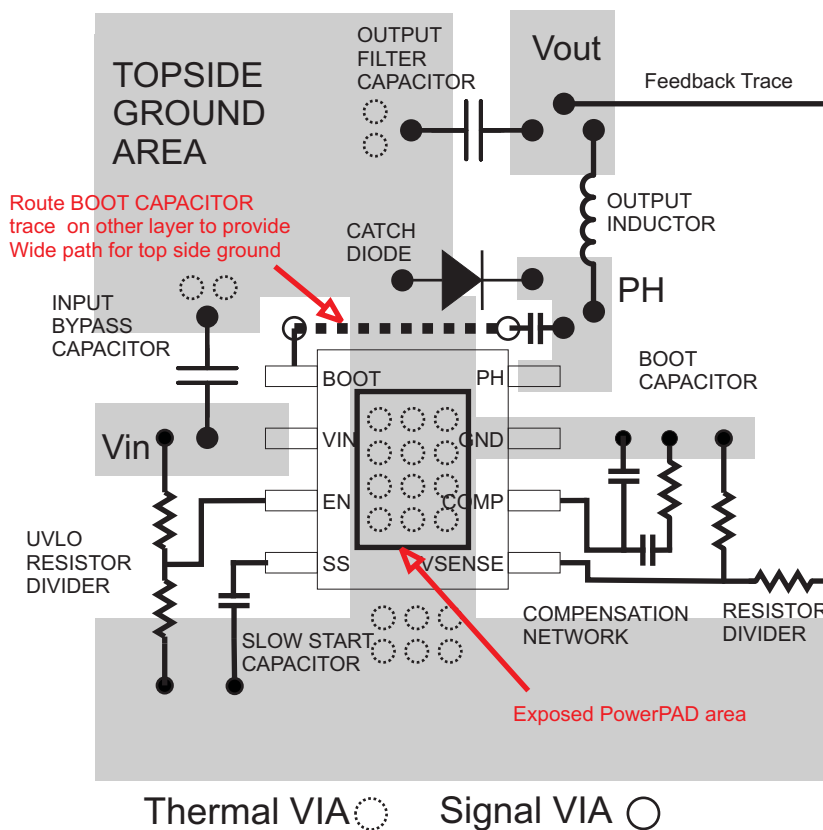 OUTPUT
FILTER
CAPACITOR
Vout
Feedback Trace
TOPSIDE
GROUND
AREA
Route BOOT CAPACITOR
trace on other layer to provide
Wide path for top side ground
CATCH
DIODE
OUTPUT
INDUCTOR
PH
INPUT
BYPASS
CAPACITOR
BOOT
CAPACITOR
BOOT
PH
Vin
VIN
GND
EN
COMP
UVLO
RESISTOR
DIVIDER
SS
VSENSE
SLOW START
CAPACITOR
COMPENSATION
NETWORK
RESISTOR
DIVIDER
Exposed PowerPAD area
Thermal VIA
Signal VIA